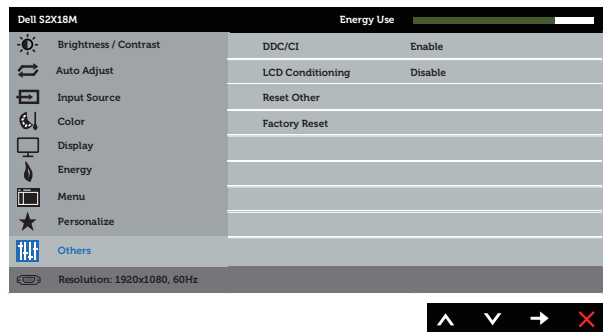 Dell S2X18M Energy Use
Brightness / Contrast DDC/CI Enable
Auto Adjust LCD Conditioning Disable
Input Source Reset Other
Color Factory Reset
Display
Energy
Menu
Personalize
Others
Resolution: 1920x1080, 60Hz